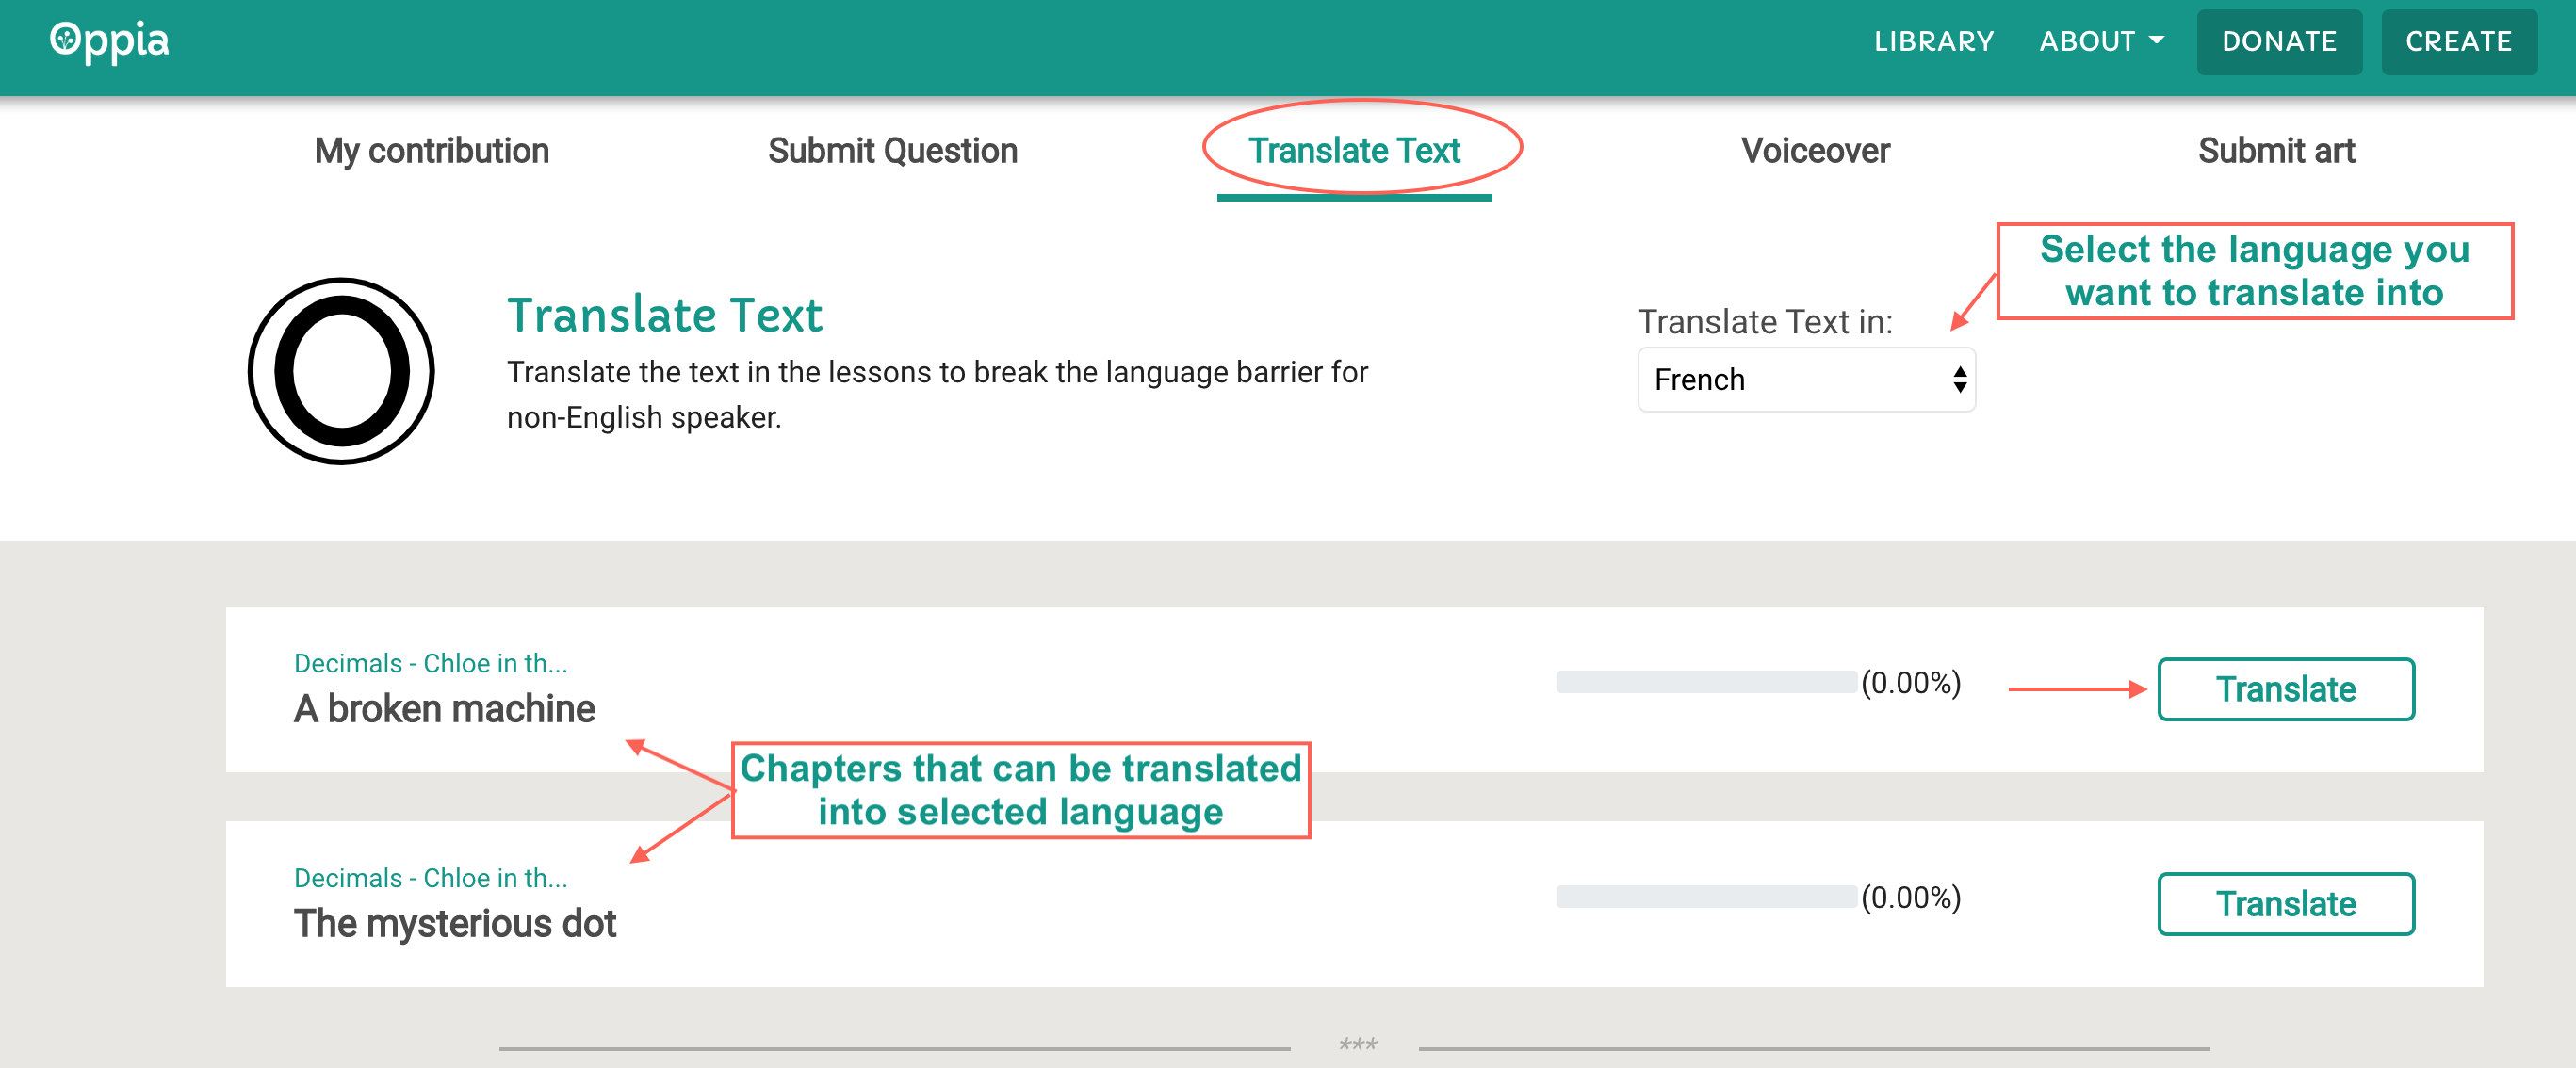 Oppia
LIBRARY ABOUT DONATE CREATE
My contribution Submit Question Translate Text Voiceover Submit art
Select the language you
want to translate into
Translate Text
Translate the text in the lessons to break the language barrier for
non-English speaker.
Translate Text in:
French
Decimals - Chloe in th...
A broken machine
(0.00%)
Translate
Chapters that can be translated
into selected language
Decimals - Chloe in th...
The mysterious dot
(0.00%)
Translate
***